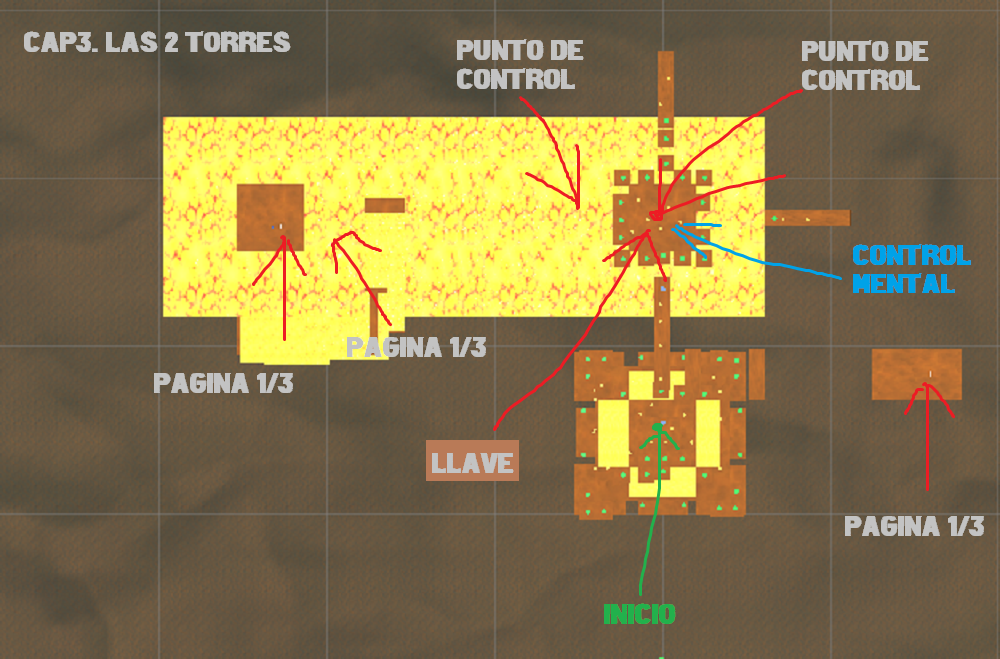 CAP3. LAS 2 TORRES
PUNTO DE
CONTROL
PUNTO DE
CONTROL
CONTROL
MENTAL
PAGINA 1/3
PAGINA 1/3
LLAVE
PAGINA 1/3
INICIO